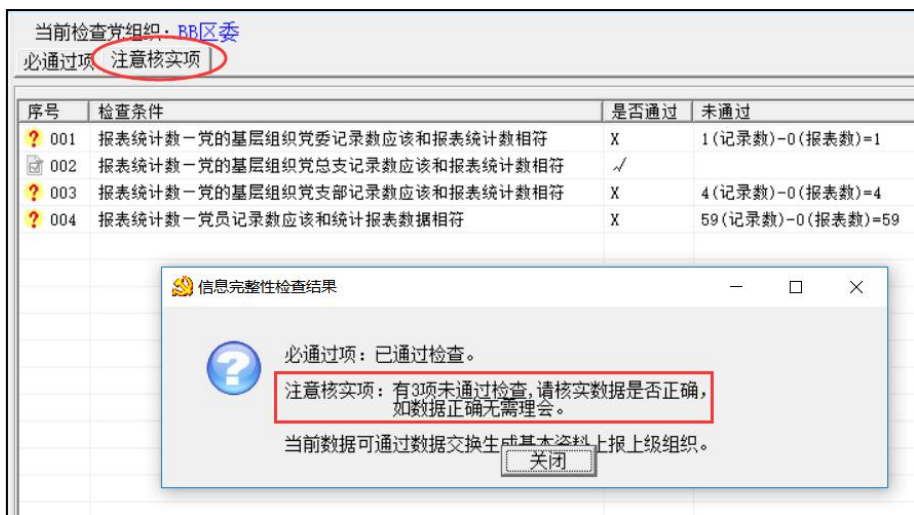 当前检查党组织：BB区委
必通过项 注意核实项
序号 检查条件 是否通过 未通过
001 报表统计数－党的基层组织党委记录数应该和报表统计数相符 X 1(记录数)-0(报表数)=1
002 报表统计数－党的基层组织党总支记录数应该和报表统计数相符 √
003 报表统计数－党的基层组织党支部记录数应该和报表统计数相符 X 4(记录数)-0(报表数)=4
004 报表统计数－党员记录数应该和统计报表数据相符 X 59(记录数)-0(报表数)=59
信息完整性检查结果
必通过项：已通过检查。
注意核实项：有3项未通过检查,请核实数据是否正确，
如数据正确无需理会。
当前数据可通过数据交换生成基本资料上报上级组织。
关闭